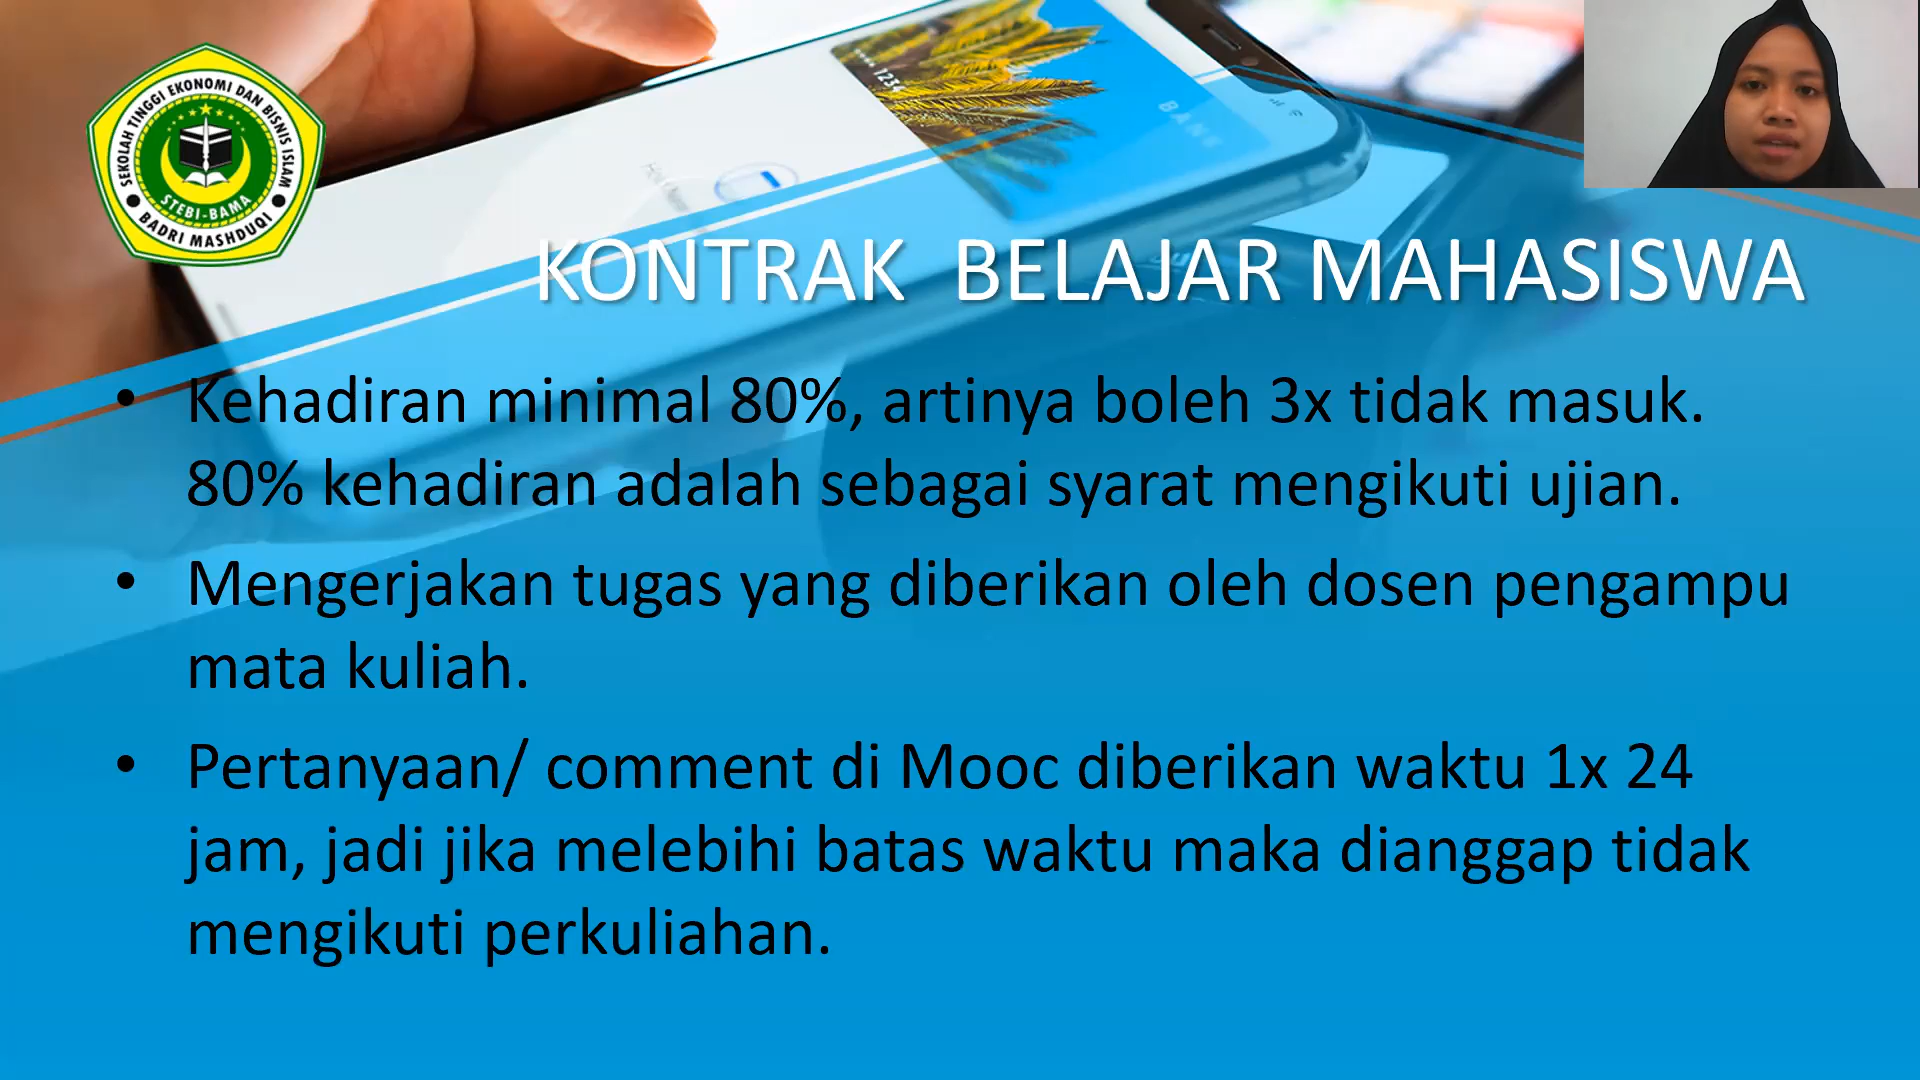 SEKOLAH TINGGI EKONOMI DAN BISNIS ISLAM
STEBI-BAMA
BADRI MASHDUQI
BANK
KONTRAK BELAJAR MAHASISWA
• Kehadiran minimal 80%, artinya boleh 3x tidak masuk.
80% kehadiran adalah sebagai syarat mengikuti ujian.
• Mengerjakan tugas yang diberikan oleh dosen pengampu
mata kuliah.
• Pertanyaan/ comment di Mooc diberikan waktu 1x 24
jam, jadi jika melebihi batas waktu maka dianggap tidak
mengikuti perkuliahan.